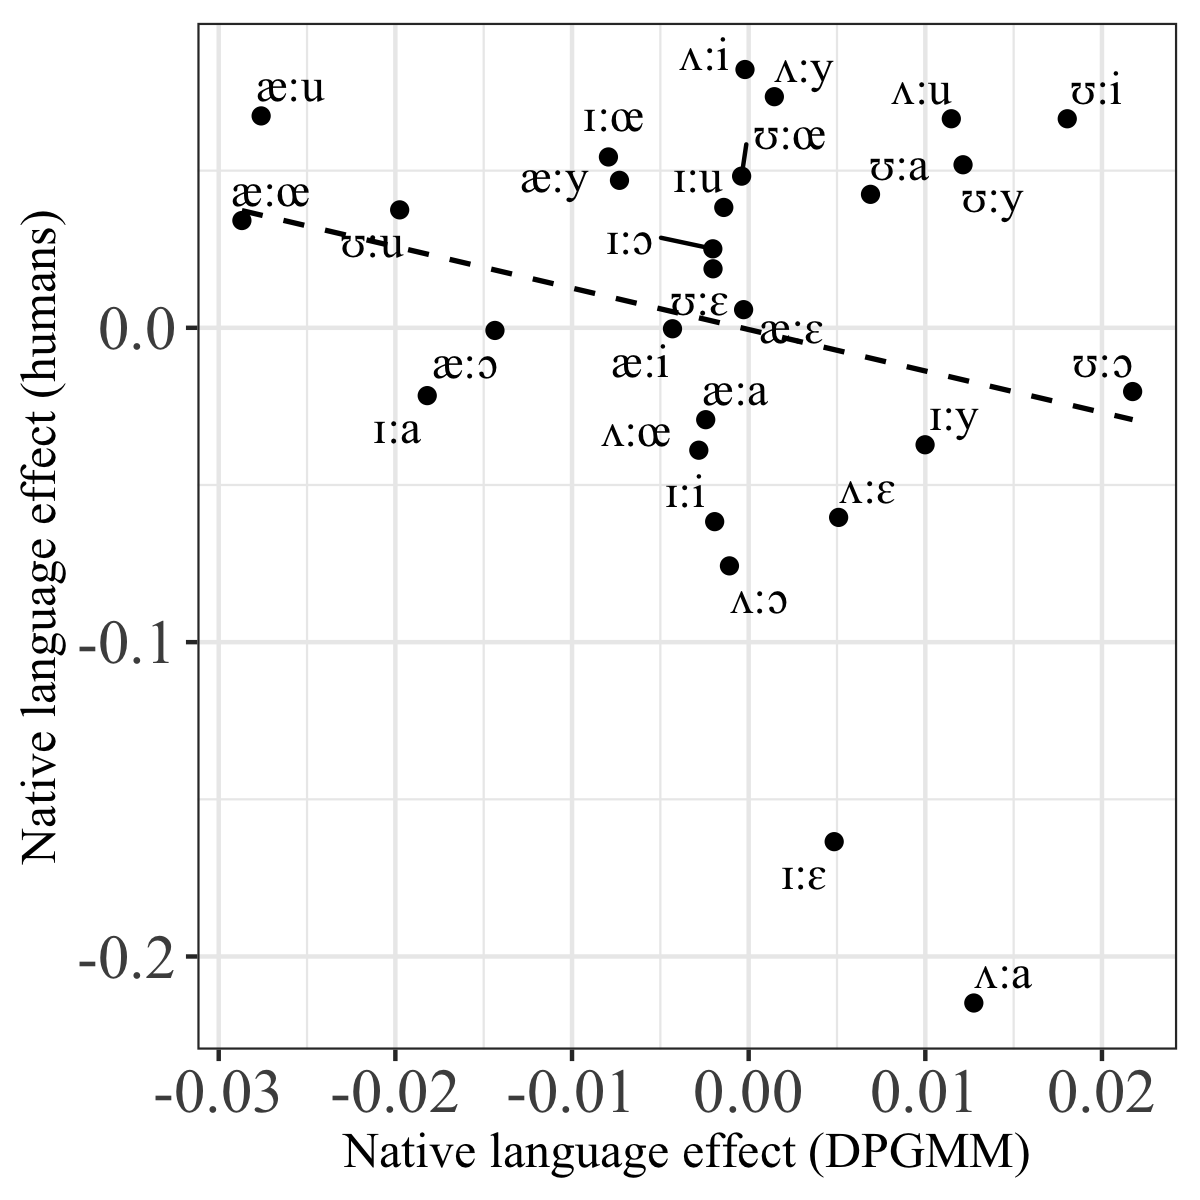 ʌ:i
ʌ:y
æ:u
ʌ:u
ʊ:i
ɪ:œ
ʊ:œ
æ:y
ɪ:u
ʊ:a
æ:œ
ʊ:y
ʊ:u
ɪ:ɔ
ʊ:ɛ
æ:ɛ
æ:ɔ
æ:i
ʊ:ɔ
æ:a
ɪ:a
ʌ:œ
ɪ:y
ɪ:i
ʌ:ɛ
ʌ:ɔ
ɪ:ɛ
ʌ:a
0.0
-0.1
-0.2
-0.03 -0.02 -0.01 0.00 0.01 0.02
Native language effect (DPGMM)
Native language effect (humans)